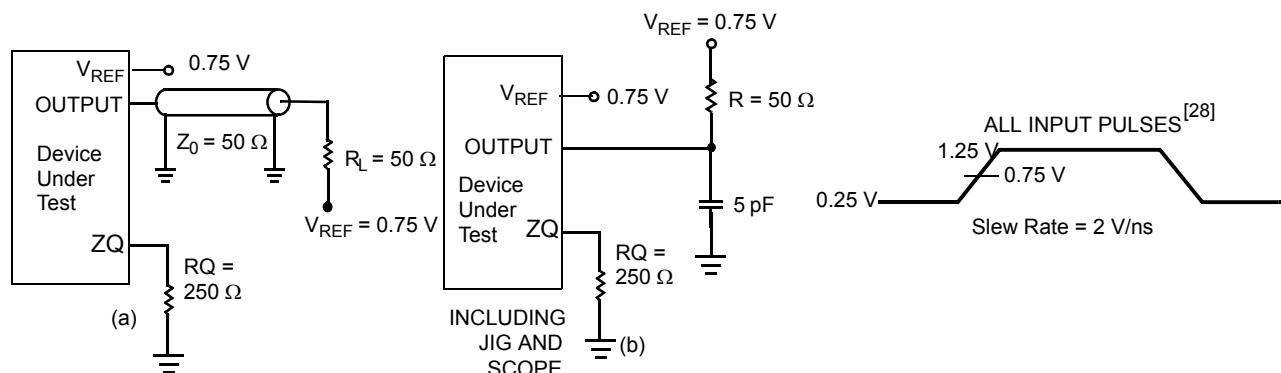 V_REF 0.75 V
OUTPUT
Z_0 = 50 Ω
Device
Under
Test
R_L = 50 Ω
V_REF = 0.75 V
ZQ
RQ =
250 Ω
(a)
V_REF = 0.75 V
R = 50 Ω
V_REF 0.75 V
OUTPUT
Device
Under
Test
5 pF
ZQ
RQ =
250 Ω
INCLUDING
JIG AND
SCOPE
(b)
ALL INPUT PULSES[28]
1.25 V
0.75 V
0.25 V
Slew Rate = 2 V/ns